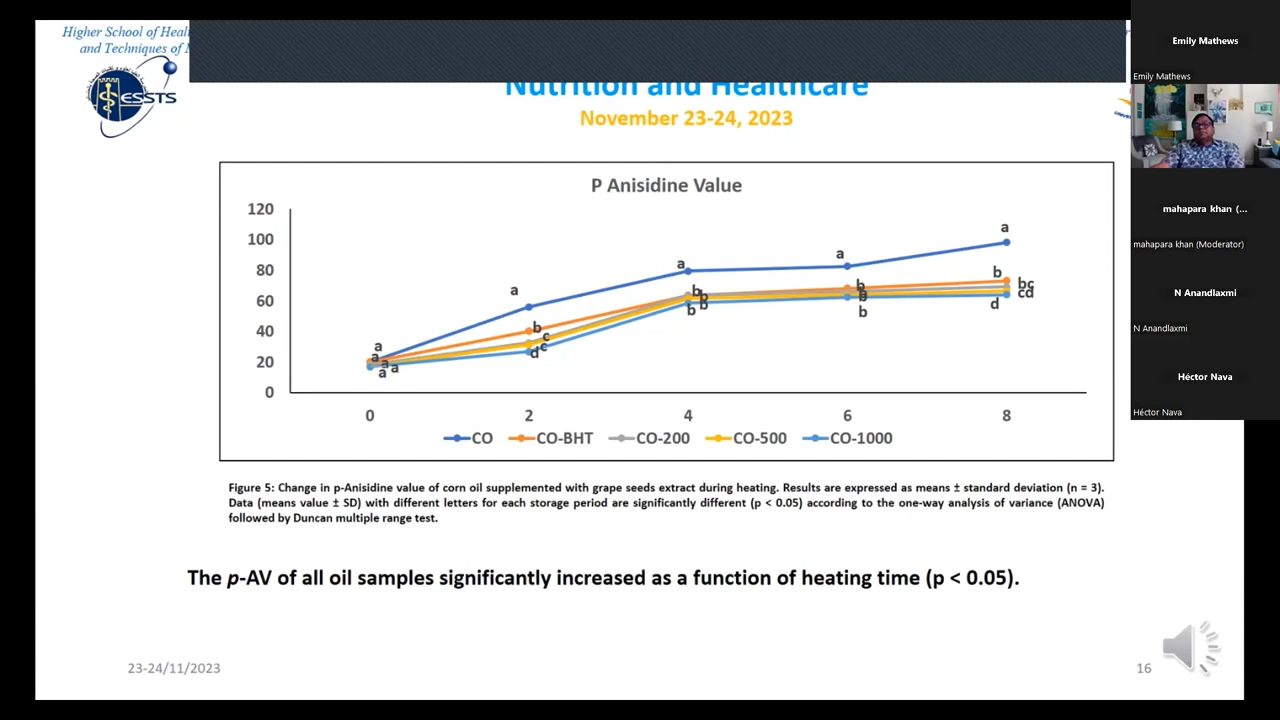 Higher School of Heal
and Techniques of
ESSTS
Nutrition and Healthcare
November 23-24, 2023
P Anisidine Value
120
100
80
60
40
20
0
a
a
a
a
a
a
b
c
c
d
a
b
b
b
b
a
b
b
b
a
b
bc
cd
d
0 2 4 6 8
CO CO-BHT CO-200 CO-500 CO-1000
Figure 5: Change in p-Anisidine value of corn oil supplemented with grape seeds extract during heating. Results are expressed as means ± standard deviation (n = 3).
Data (means value ± SD) with different letters for each storage period are significantly different (p < 0.05) according to the one-way analysis of variance (ANOVA)
followed by Duncan multiple range test.
The p-AV of all oil samples significantly increased as a function of heating time (p < 0.05).
23-24/11/2023
16
Emily Mathews
Emily Mathews
mahapara khan (...
mahapara khan (Moderator)
N Anandlaxmi
N Anandlaxmi
Héctor Nava
Héctor Nava